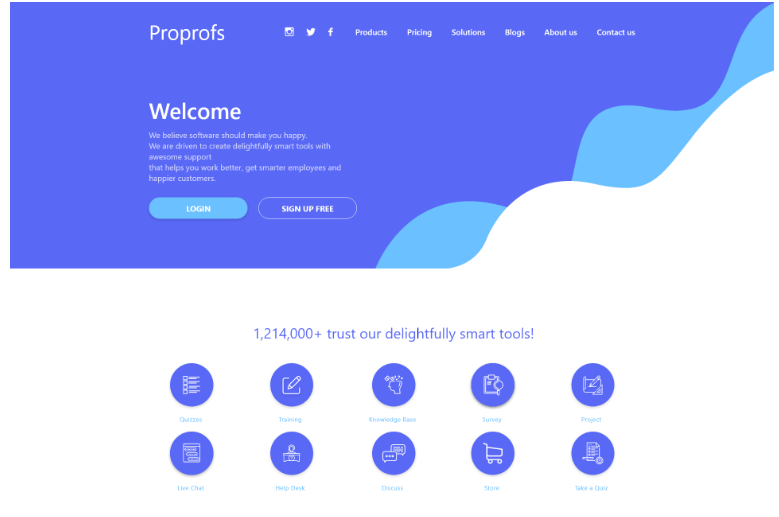 Proprofs
Products Pricing Solutions Blogs About us Contact us
Welcome
We believe software should make you happy.
We are driven to create delightfully smart tools with
awesome support
that helps you work better, get smarter employees and
happier customers.
LOGIN SIGN UP FREE
1,214,000+ trust our delightfully smart tools!
Quizzes Training Knowledge Base Survey Project
Live Chat Help Desk Discuss Store Take a Quiz